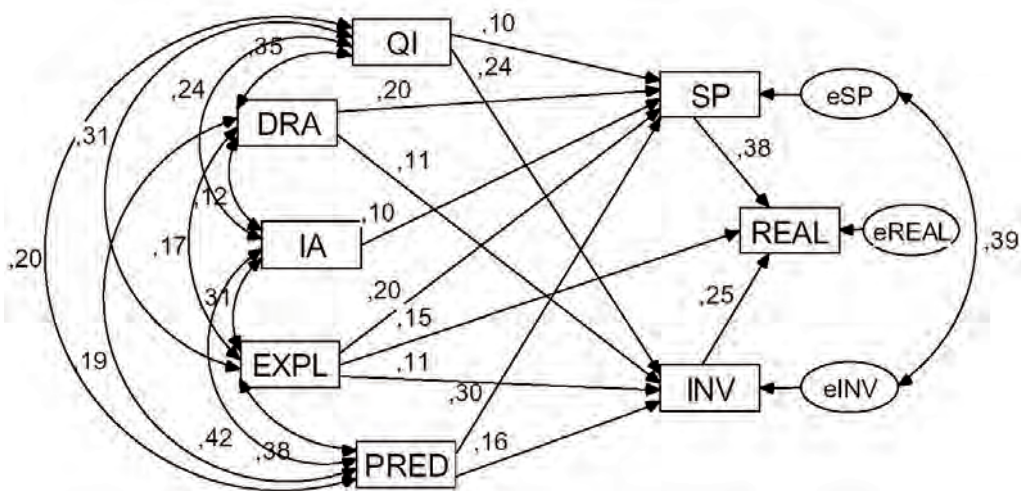 QI
,10
,35
,24
SP
eSP
,24
DRA
,20
,31
,38
,11
,12
,10
IA
REAL
eREAL
,39
,17
,20
,20
,31
,25
,15
EXPL
,11
INV
eINV
,19
,30
,42
,38
,16
PRED